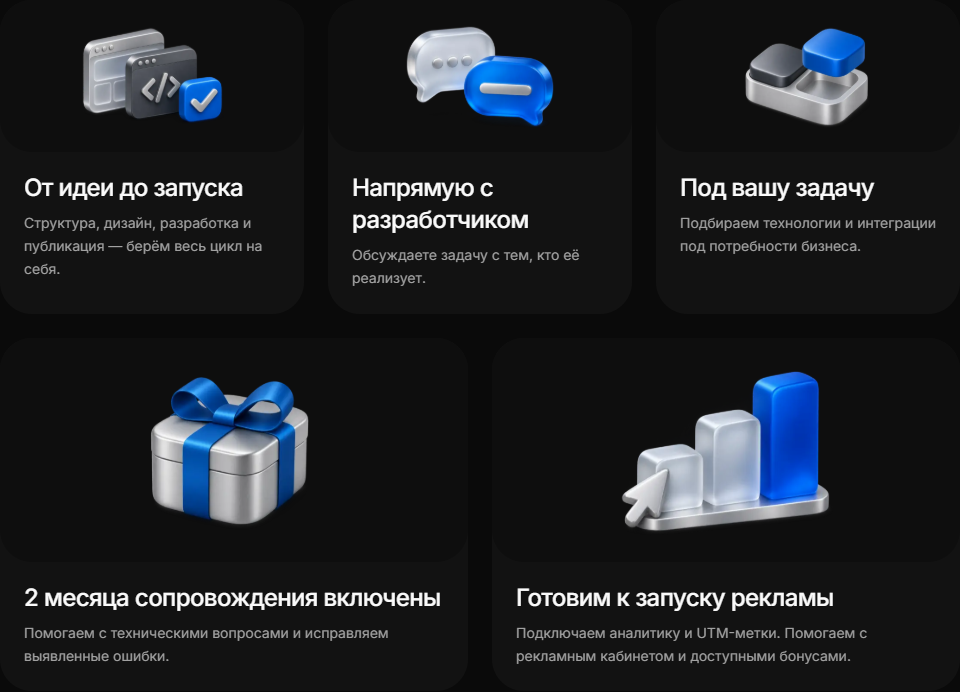 От идеи до запуска
Структура, дизайн, разработка и
публикация — берём весь цикл на
себя.
Напрямую с
разработчиком
Обсуждаете задачу с тем, кто её
реализует.
Под вашу задачу
Подбираем технологии и интеграции
под потребности бизнеса.
2 месяца сопровождения включены
Помогаем с техническими вопросами и исправляем
выявленные ошибки.
Готовим к запуску рекламы
Подключаем аналитику и UTM-метки. Помогаем с
рекламным кабинетом и доступными бонусами.